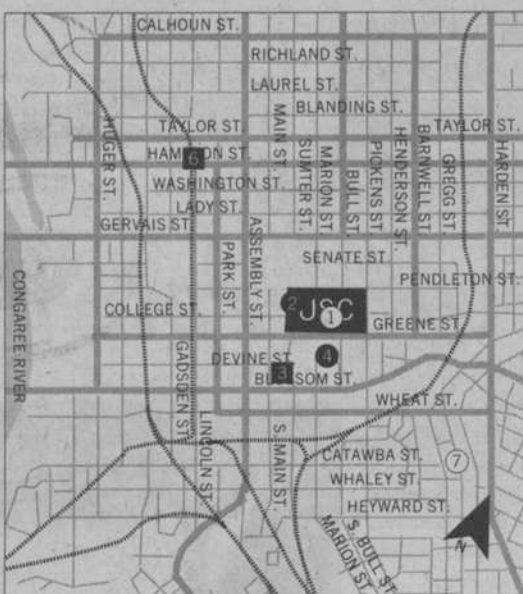 CALHOUN ST.
RICHLAND ST.
LAUREL ST.
BLANDING ST.
TAYLOR ST.
TAYLOR ST.
HAMPTON ST.
6
WASHINGTON ST.
LADY ST.
GERVAIS ST.
HUGER ST.
MAIN ST.
SUMTER ST.
MARION ST.
BULL ST.
PICKENS ST.
HENDERSON ST.
BARNWELL ST.
GREGG ST.
HARDEN ST.
ASSEMBLY ST.
PARK ST.
SENATE ST.
PENDLETON ST.
CONGAREE RIVER
COLLEGE ST.
2
JSC
1
GREENE ST.
DEVINE ST.
3
4
BLOSSOM ST.
GADSDEN ST.
LINCOLN ST.
WHEAT ST.
S. MAIN ST.
CATAWBA ST.
WHALEY ST.
7
HEYWARD ST.
S. BULL ST.
MARION ST.
N